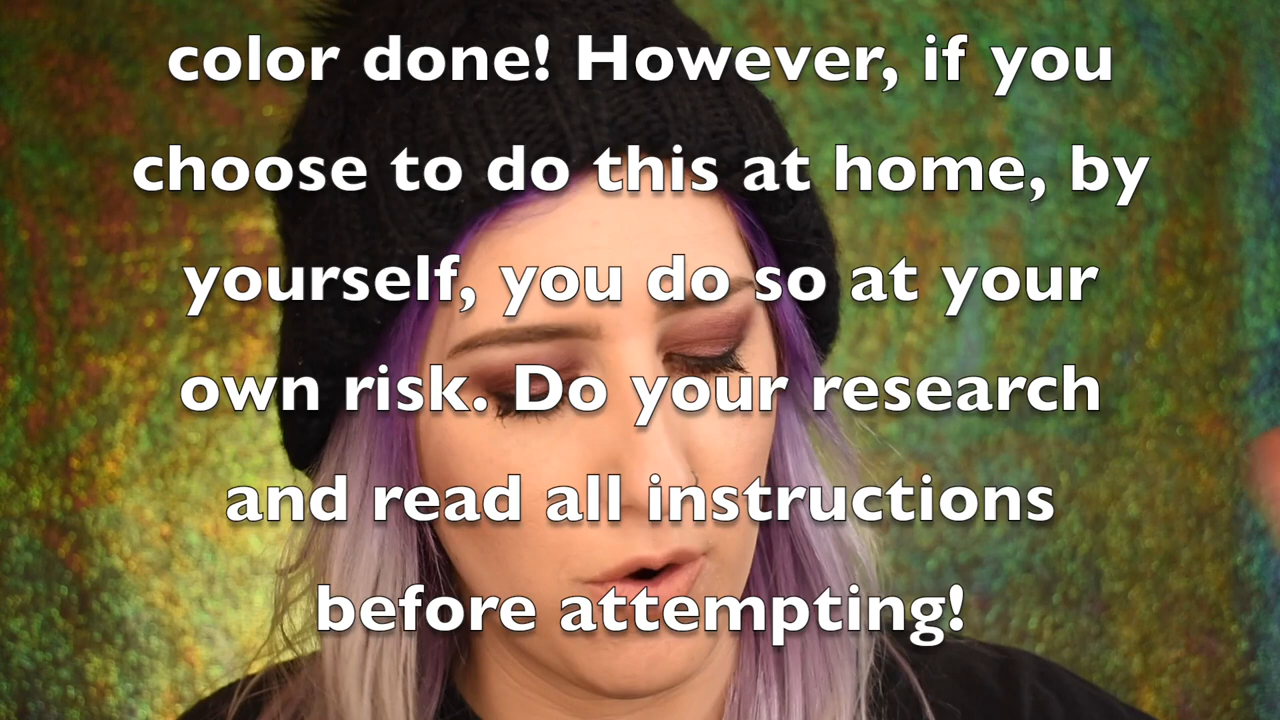 color done! However, if you
choose to do this at home, by
yourself, you do so at your
own risk. Do your research
and read all instructions
before attempting!